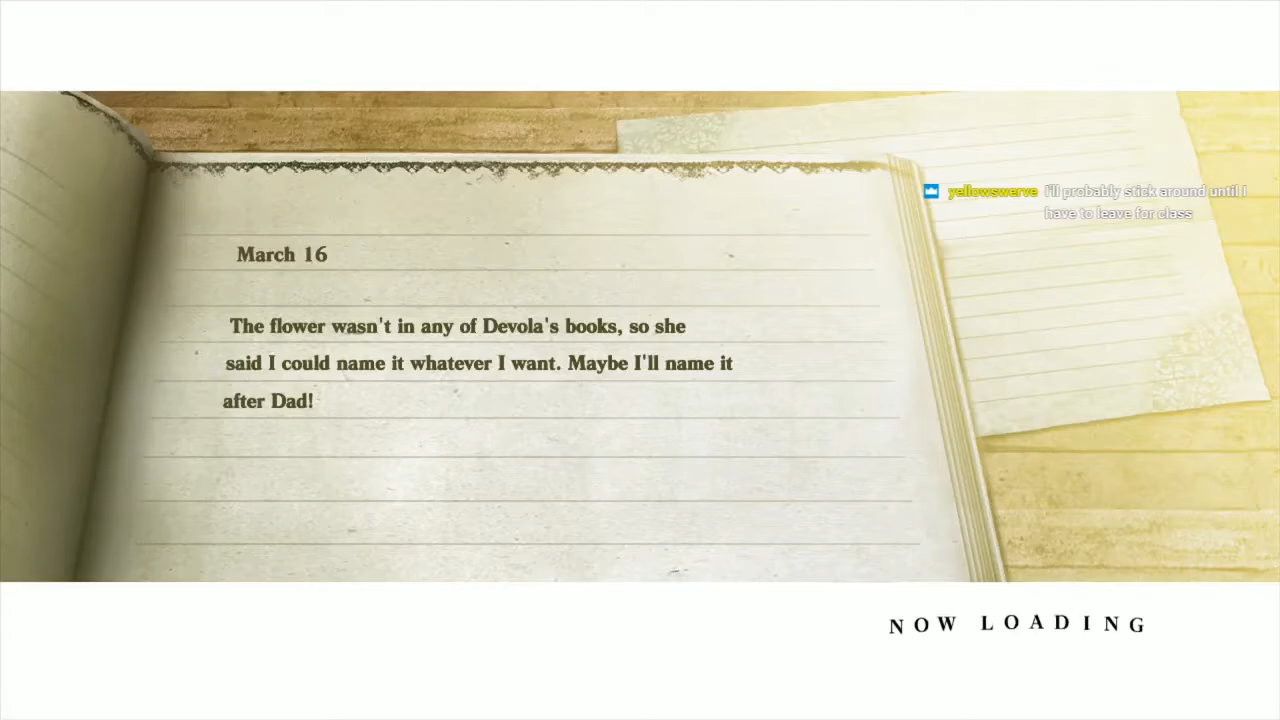 March 16
yellowswerve I'll probably stick around until I
have to leave for class
The flower wasn't in any of Devola's books, so she
said I could name it whatever I want. Maybe I'll name it
after Dad!
NOW LOADING